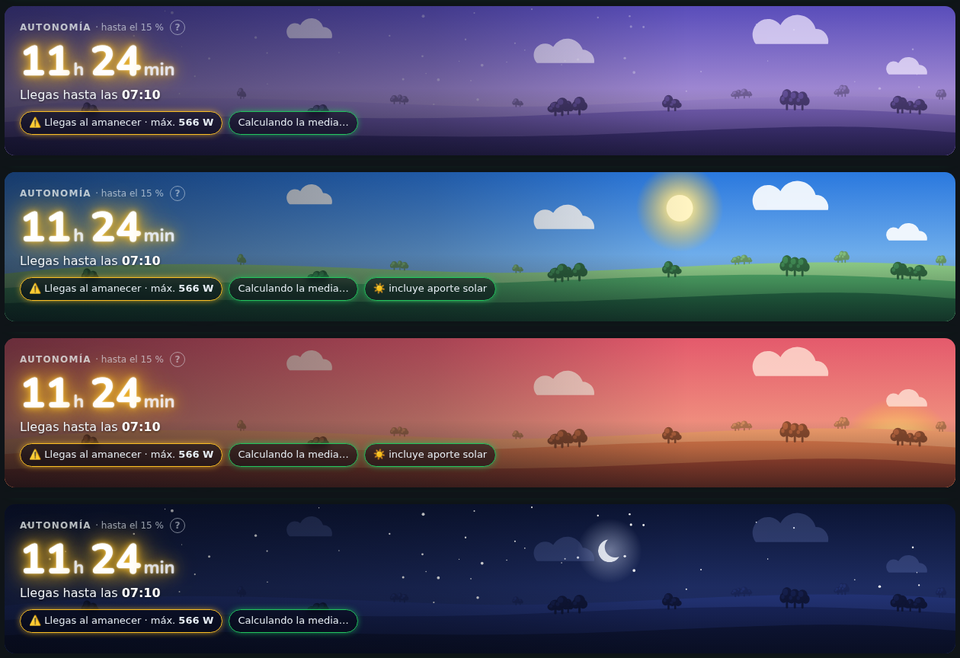 AUTONOMÍA · hasta el 15 % ?
11 h 24 min
Llegas hasta las 07:10
⚠️ Llegas al amanecer · máx. 566 W Calculando la media...
AUTONOMÍA · hasta el 15 % ?
11 h 24 min
Llegas hasta las 07:10
⚠️ Llegas al amanecer · máx. 566 W Calculando la media... ☀️ incluye aporte solar
AUTONOMÍA · hasta el 15 % ?
11 h 24 min
Llegas hasta las 07:10
⚠️ Llegas al amanecer · máx. 566 W Calculando la media... ☀️ incluye aporte solar
AUTONOMÍA · hasta el 15 % ?
11 h 24 min
Llegas hasta las 07:10
⚠️ Llegas al amanecer · máx. 566 W Calculando la media...